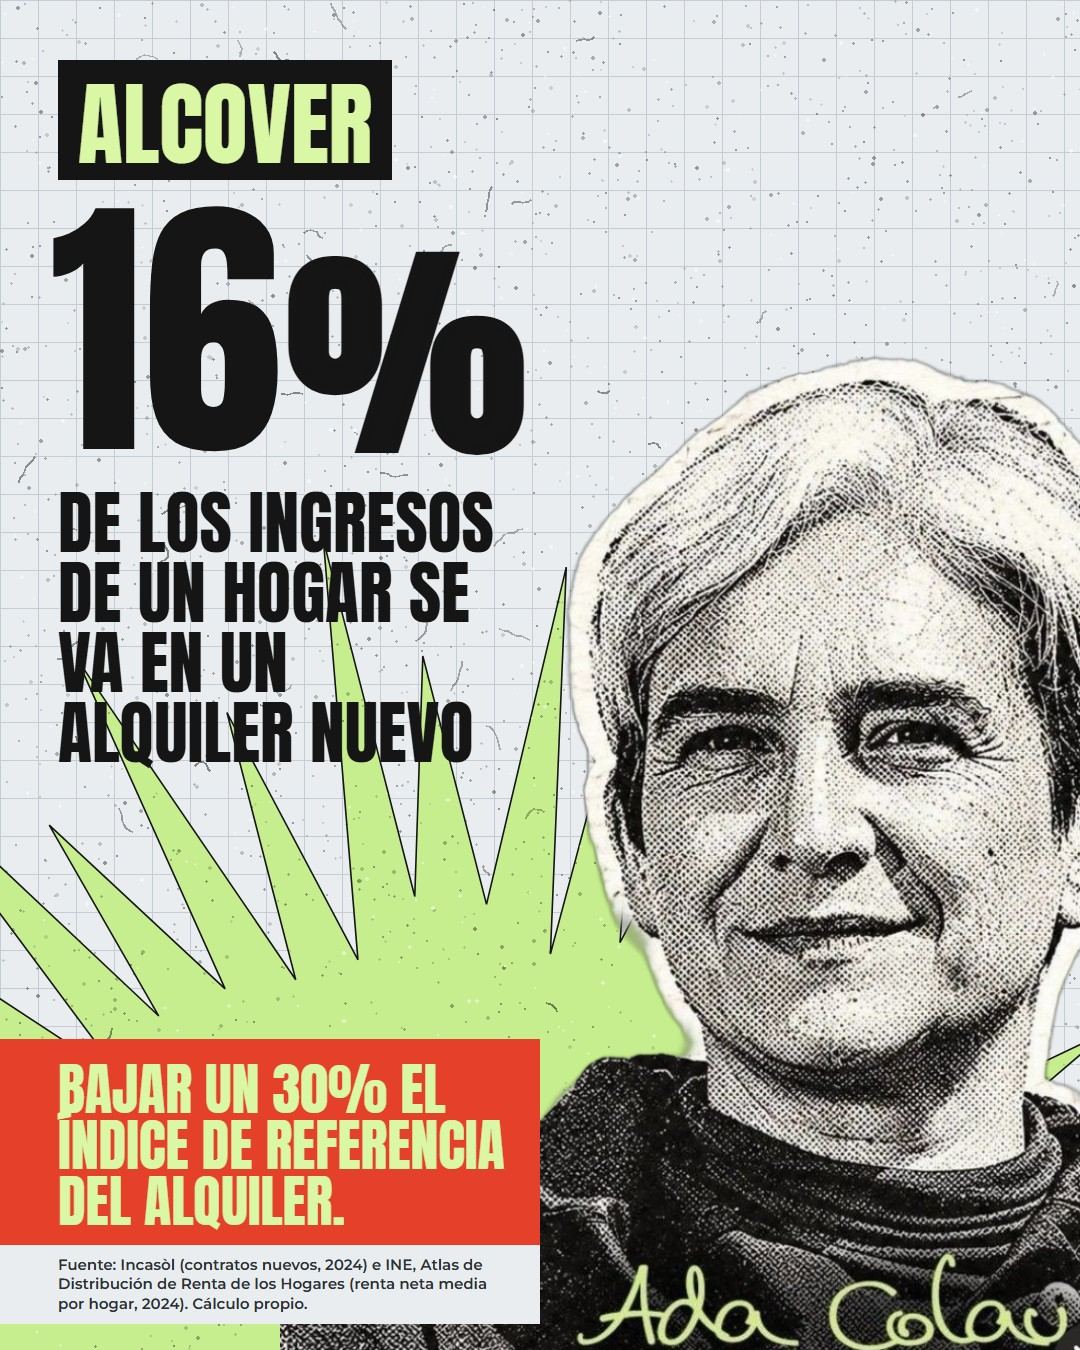 ALCOVER
16%
DE LOS INGRESOS
DE UN HOGAR SE
VA EN UN
ALQUILER NUEVO
BAJAR UN 30% EL
ÍNDICE DE REFERENCIA
DEL ALQUILER.
Fuente: Incasòl (contratos nuevos, 2024) e INE, Atlas de
Distribución de Renta de los Hogares (renta neta media
por hogar, 2024). Cálculo propio.
Ada Colau